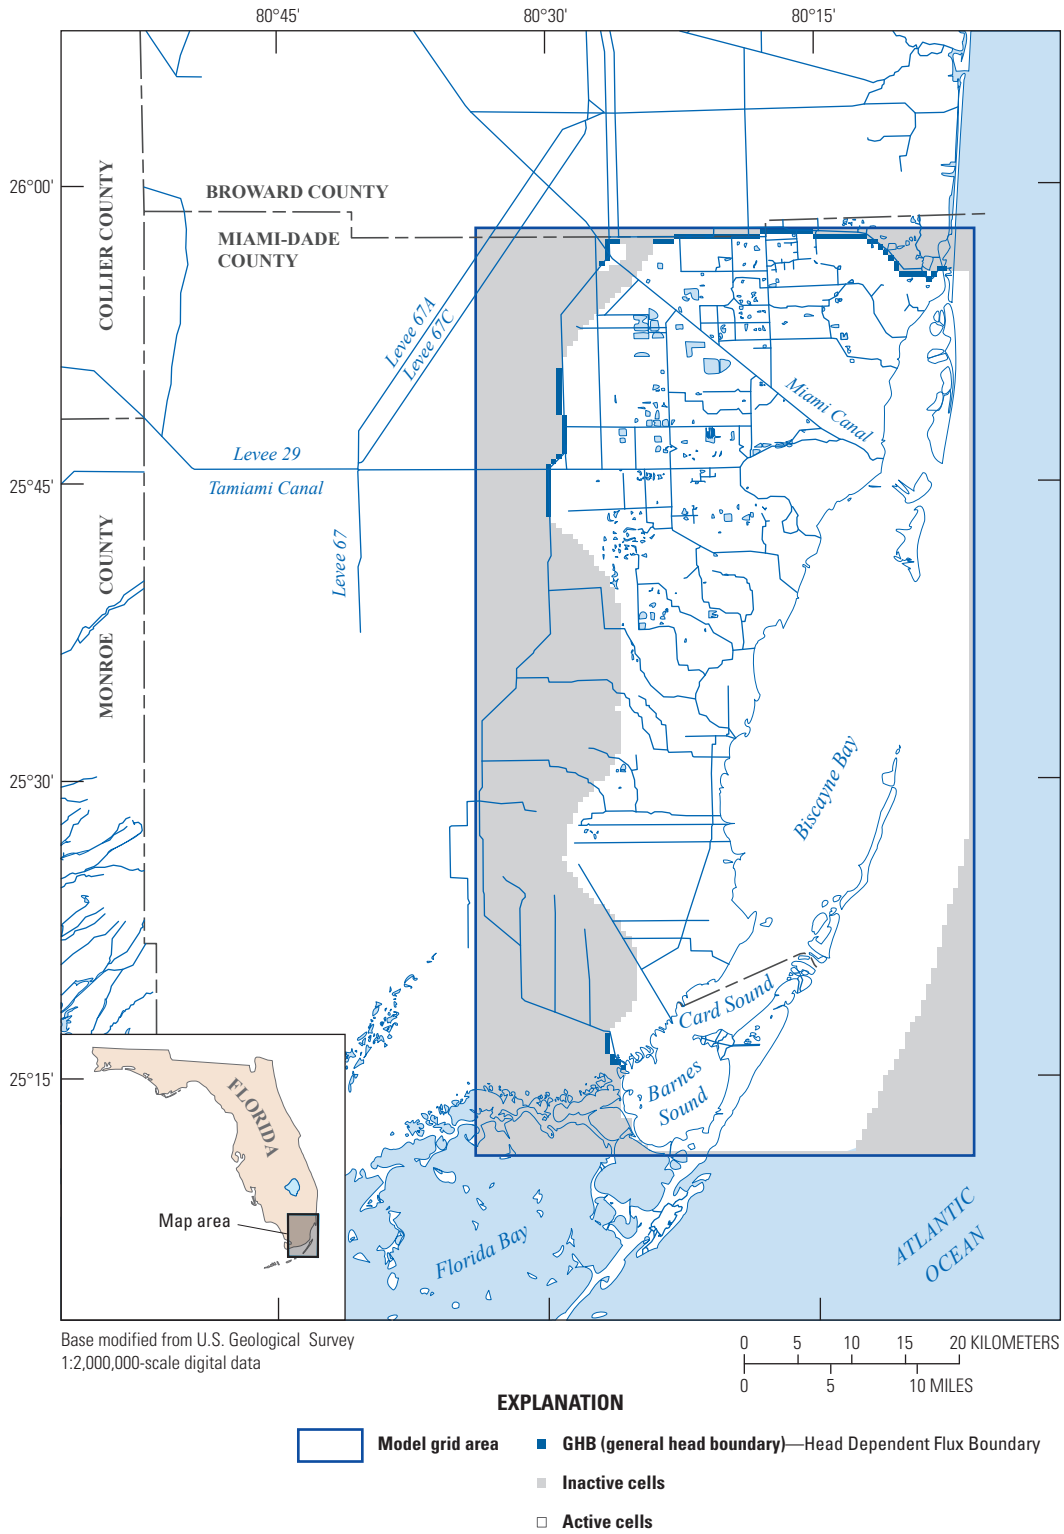 80°45'
80°30'
80°15'
26°00'
25°45'
25°30'
25°15'
COLLIER COUNTY
BROWARD COUNTY
MIAMI-DADE
COUNTY
Levee 67A
Levee 67C
Miami Canal
Levee 29
Tamiami Canal
Levee 67
MONROE COUNTY
Biscayne Bay
Card Sound
Barnes
Sound
FLORIDA
Map area
Florida Bay
ATLANTIC
OCEAN
Base modified from U.S. Geological Survey
1:2,000,000-scale digital data
0 5 10 15 20 KILOMETERS
0 5 10 MILES
EXPLANATION
Model grid area
GHB (general head boundary)—Head Dependent Flux Boundary
Inactive cells
Active cells